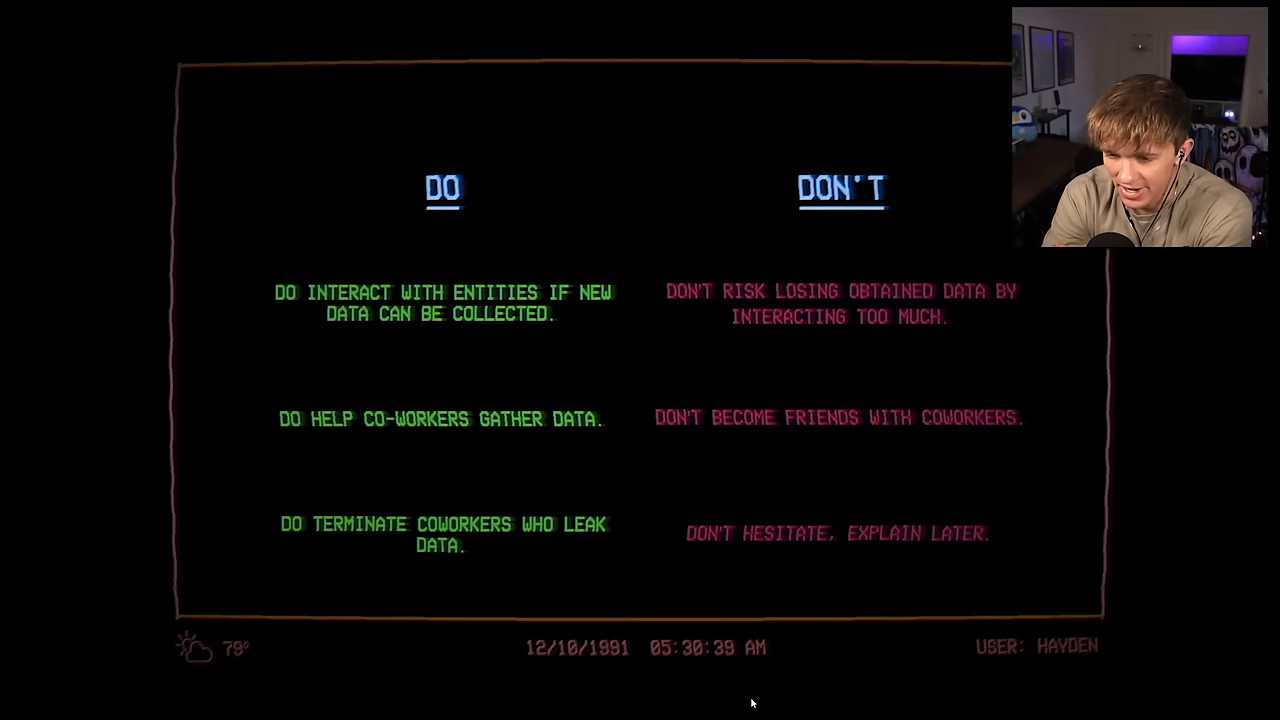 DO
DON'T
DO INTERACT WITH ENTITIES IF NEW
DATA CAN BE COLLECTED.
DON'T RISK LOSING OBTAINED DATA BY
INTERACTING TOO MUCH.
DO HELP CO-WORKERS GATHER DATA.
DON'T BECOME FRIENDS WITH COWORKERS.
DO TERMINATE COWORKERS WHO LEAK
DATA.
DON'T HESITATE, EXPLAIN LATER.
79°
12/10/1991 05:30:39 AM
USER: HAYDEN